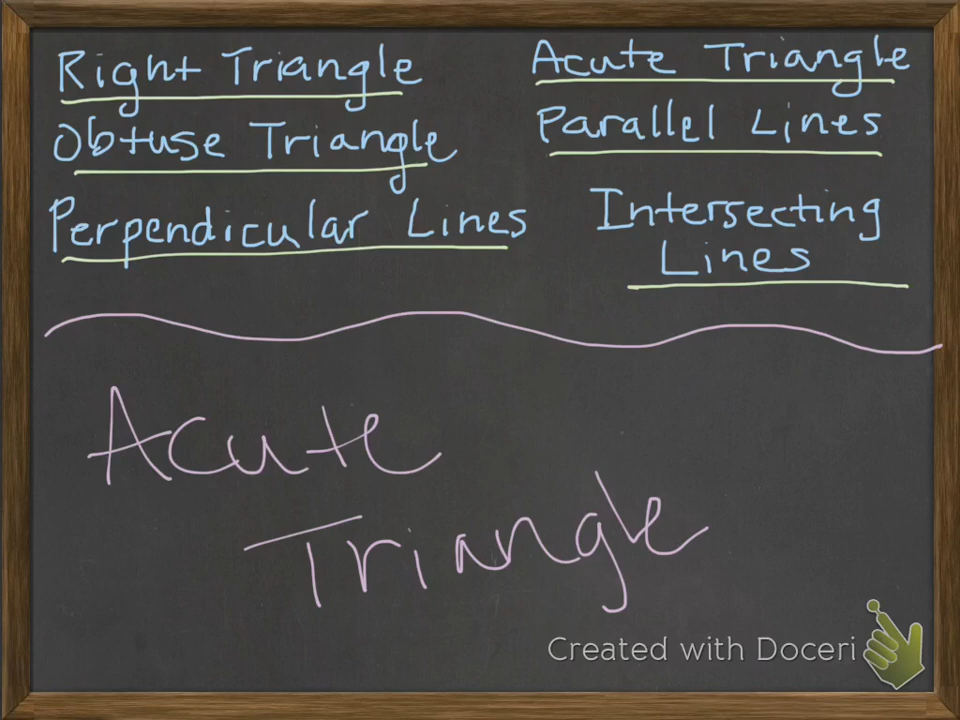 Right Triangle
Acute Triangle
Obtuse Triangle
Parallel Lines
Perpendicular Lines
Intersecting
Lines
Acute
Triangle
Created with Doceri